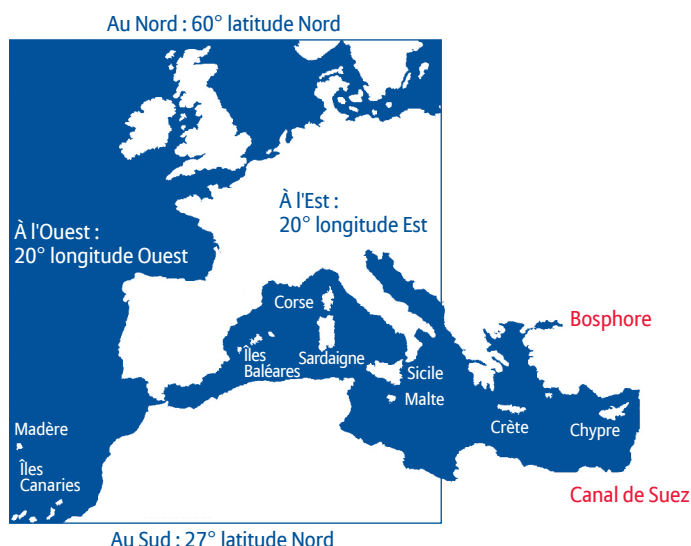 Au Nord : 60° latitude Nord
À l'Est :
20° longitude Est
À l'Ouest :
20° longitude Ouest
Corse
Bosphore
Îles
Baléares
Sardaigne
Sicile
Malte
Madère
Crète
Chypre
Îles
Canaries
Canal de Suez
Au Sud : 27° latitude Nord